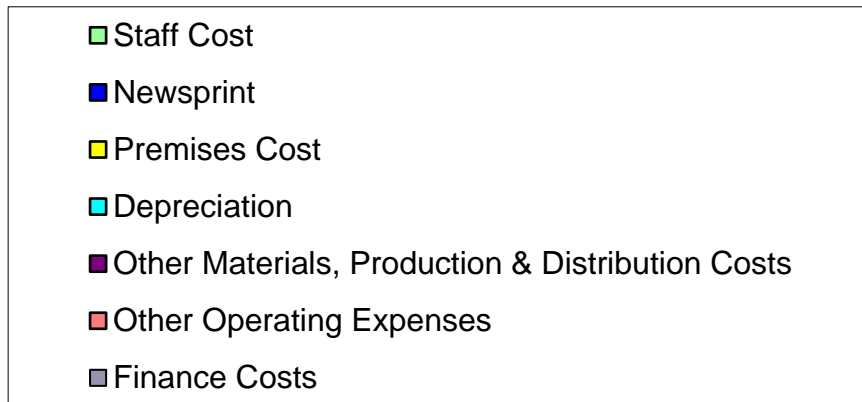 Staff Cost
Newsprint
Premises Cost
Depreciation
Other Materials, Production & Distribution Costs
Other Operating Expenses
Finance Costs